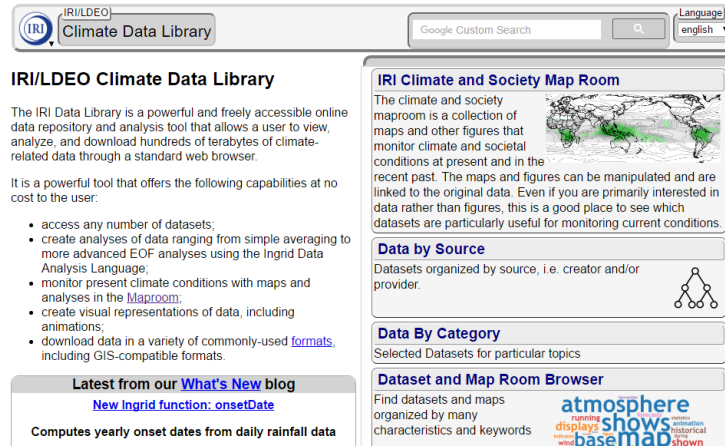 IRI/LDEO
IRI
Climate Data Library
Google Custom Search
Language
english
IRI/LDEO Climate Data Library
The IRI Data Library is a powerful and freely accessible online
data repository and analysis tool that allows a user to view,
analyze, and download hundreds of terabytes of climate-
related data through a standard web browser.
It is a powerful tool that offers the following capabilities at no
cost to the user:
access any number of datasets;
create analyses of data ranging from simple averaging to
more advanced EOF analyses using the Ingrid Data
Analysis Language;
monitor present climate conditions with maps and
analyses in the Maproom;
create visual representations of data, including
animations;
download data in a variety of commonly-used formats,
including GIS-compatible formats.
Latest from our What's New blog
New Ingrid function: onsetDate
Computes yearly onset dates from daily rainfall data
IRI Climate and Society Map Room
The climate and society
maproom is a collection of
maps and other figures that
monitor climate and societal
conditions at present and in the
recent past. The maps and figures can be manipulated and are
linked to the original data. Even if you are primarily interested in
data rather than figures, this is a good place to see which
datasets are particularly useful for monitoring current conditions.
Data by Source
Datasets organized by source, i.e. creator and/or
provider.
Data By Category
Selected Datasets for particular topics
Dataset and Map Room Browser
Find datasets and maps
organized by many
characteristics and keywords
atmosphere
running
displays shows animation
historical
wind basemap shown